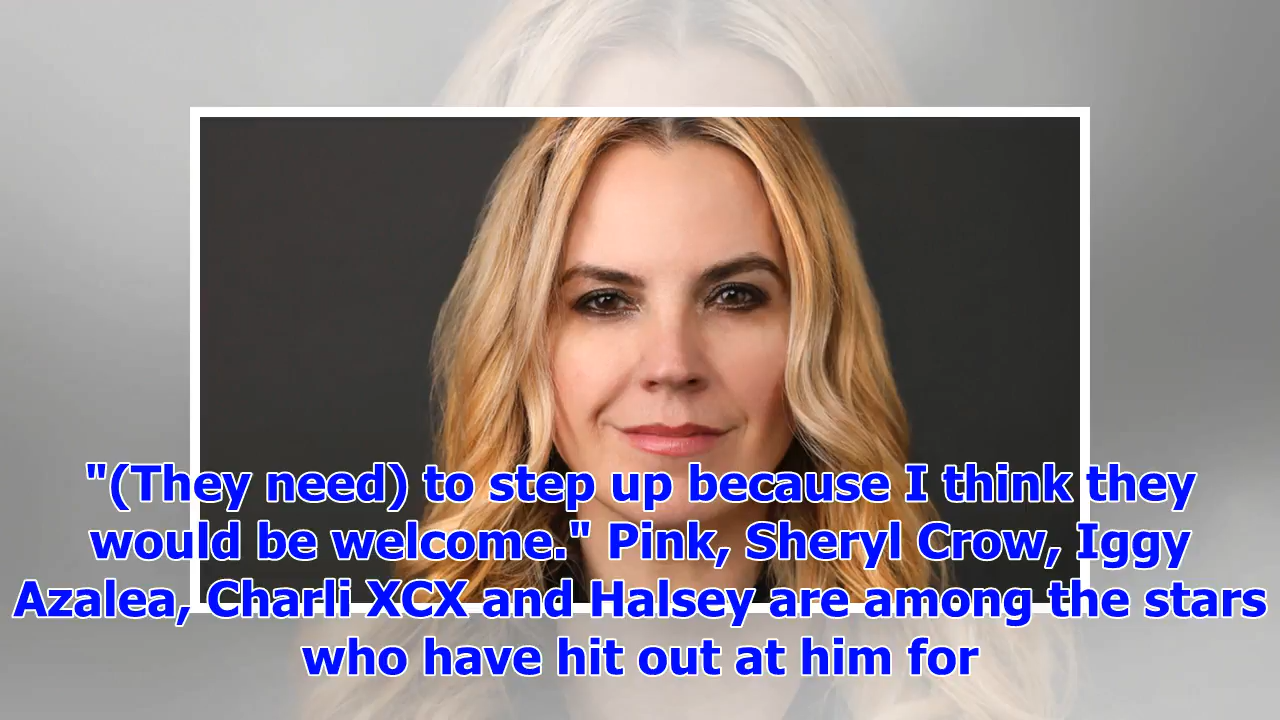 "(They need) to step up because I think they
would be welcome." Pink, Sheryl Crow, Iggy
Azalea, Charli XCX and Halsey are among the stars
who have hit out at him for